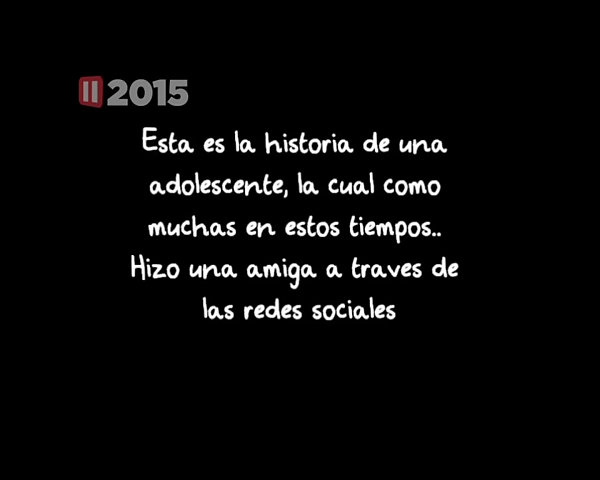 2015
Esta es la historia de una
adolescente, la cual como
muchas en estos tiempos..
Hizo una amiga a traves de
las redes sociales